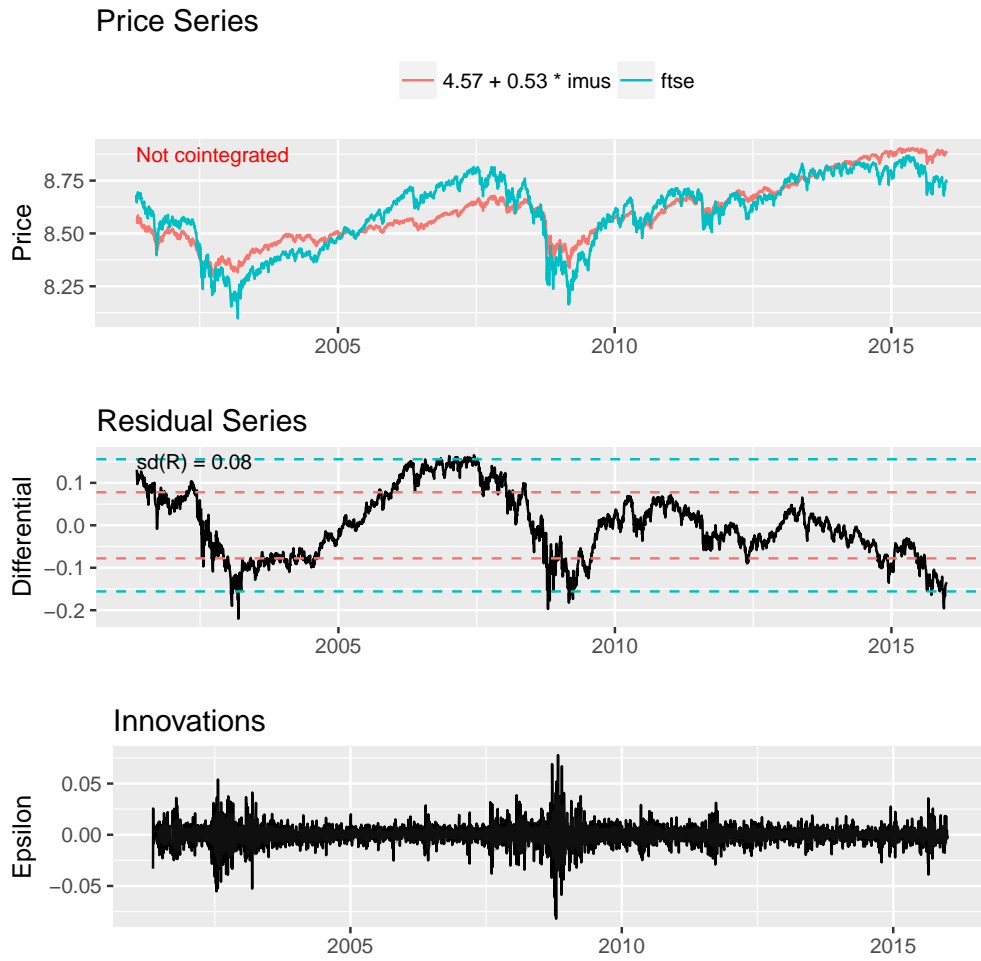 Price Series
4.57 + 0.53 * imus ftse
Not cointegrated
Price
8.75
8.50
8.25
2005 2010 2015
Residual Series
sd(R) = 0.08
Differential
0.1
0.0
−0.1
−0.2
2005 2010 2015
Innovations
Epsilon
0.05
0.00
−0.05
2005 2010 2015